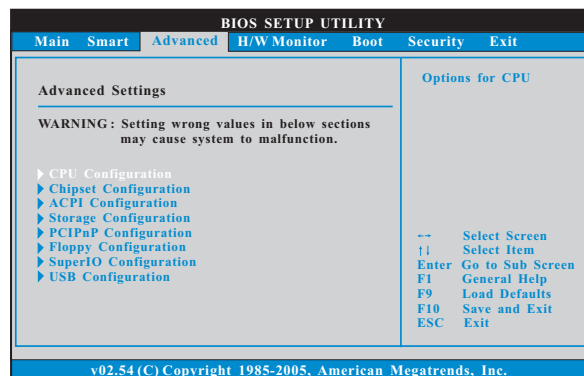 BIOS SETUP UTILITY
Main Smart Advanced H/W Monitor Boot Security Exit
Advanced Settings
WARNING : Setting wrong values in below sections
may cause system to malfunction.
CPU Configuration
Chipset Configuration
ACPI Configuration
Storage Configuration
PCIPnP Configuration
Floppy Configuration
SuperIO Configuration
USB Configuration
Options for CPU
←→ Select Screen
↑↓ Select Item
Enter Go to Sub Screen
F1 General Help
F9 Load Defaults
F10 Save and Exit
ESC Exit
v02.54 (C) Copyright 1985-2005, American Megatrends, Inc.